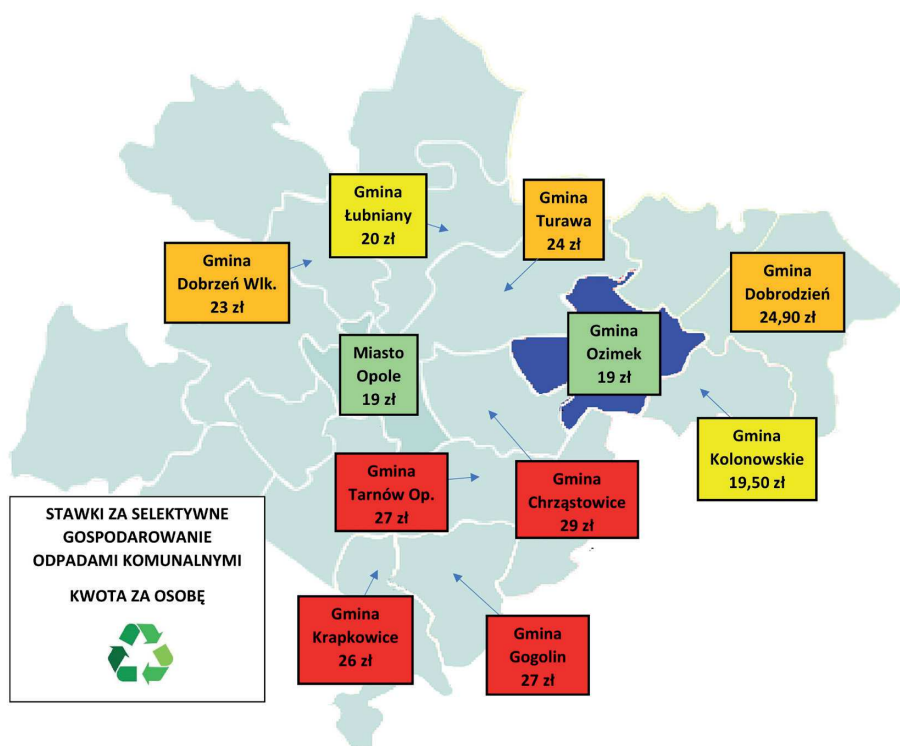 Gmina
Łubniany
20 zł
Gmina
Turawa
24 zł
Gmina
Dobrzeń Wlk.
23 zł
Gmina
Dobrodzień
24,90 zł
Miasto
Opole
19 zł
Gmina
Ozimek
19 zł
Gmina
Kolonowskie
19,50 zł
Gmina
Tarnów Op.
27 zł
Gmina
Chrząstowice
29 zł
STAWKI ZA SELEKTYWNE
GOSPODAROWANIE
ODPADAMI KOMUNALNYMI
KWOTA ZA OSOBĘ
Gmina
Krapkowice
26 zł
Gmina
Gogolin
27 zł